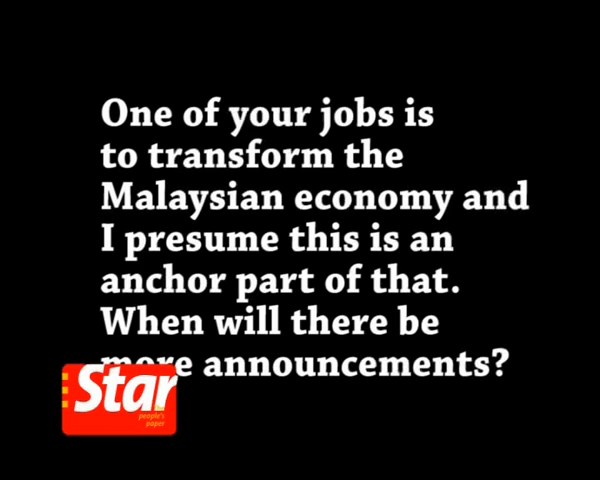 One of your jobs is
to transform the
Malaysian economy and
I presume this is an
anchor part of that.
When will there be
more announcements?
Star
the
people's
paper